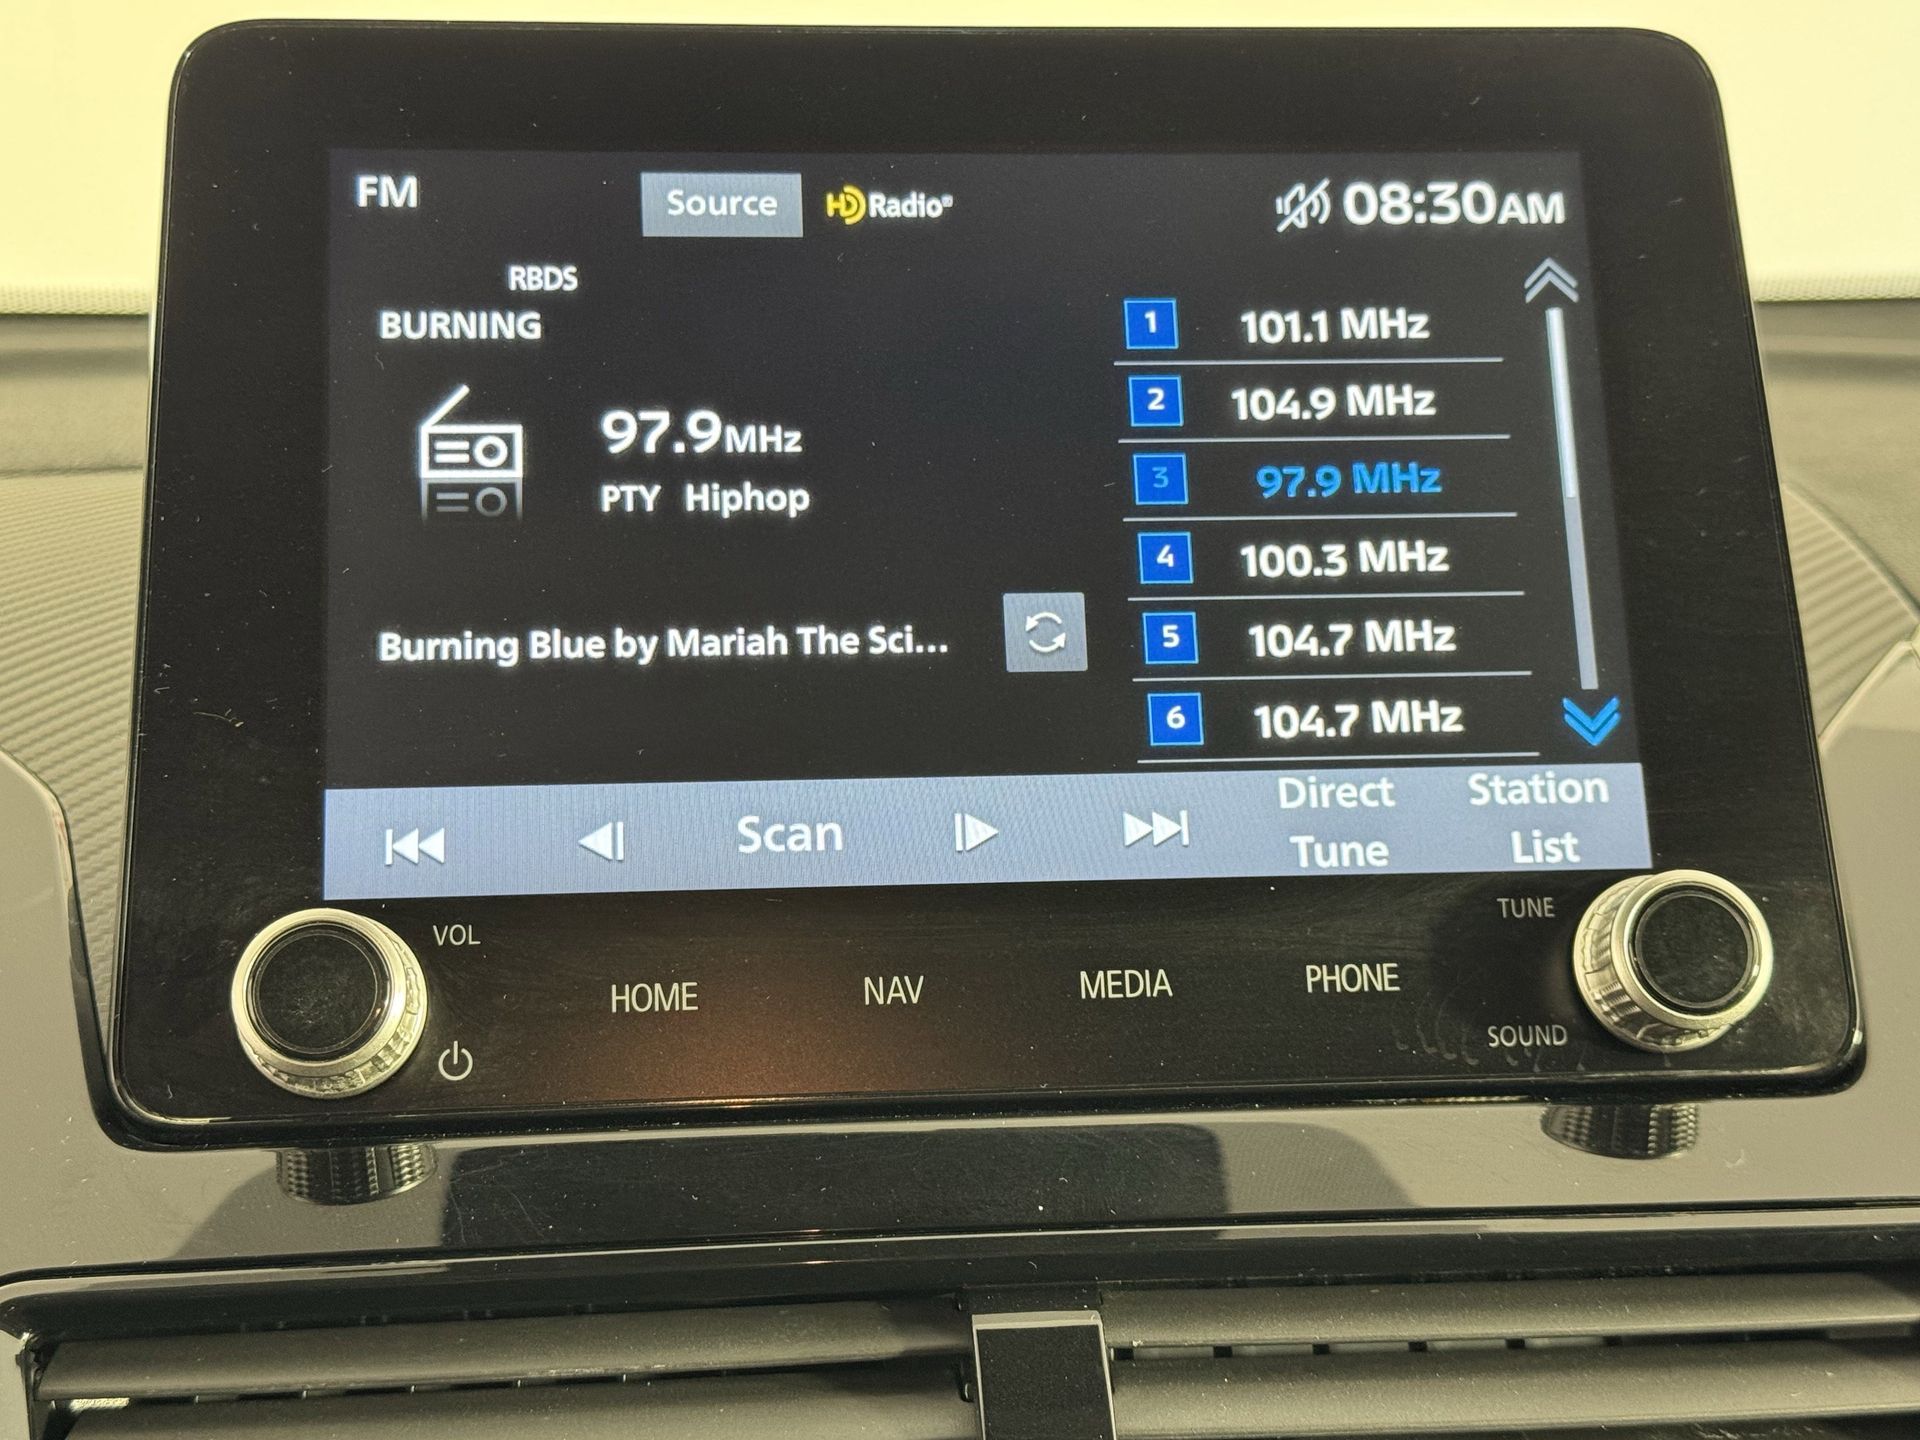 FM
Source
HD Radio®
08:30AM
RBDS
BURNING
97.9MHz
PTY Hiphop
Burning Blue by Mariah The Sci...
1 101.1 MHz
2 104.9 MHz
3 97.9 MHz
4 100.3 MHz
5 104.7 MHz
6 104.7 MHz
Scan
Direct
Tune
Station
List
VOL
HOME
NAV
MEDIA
PHONE
TUNE
SOUND